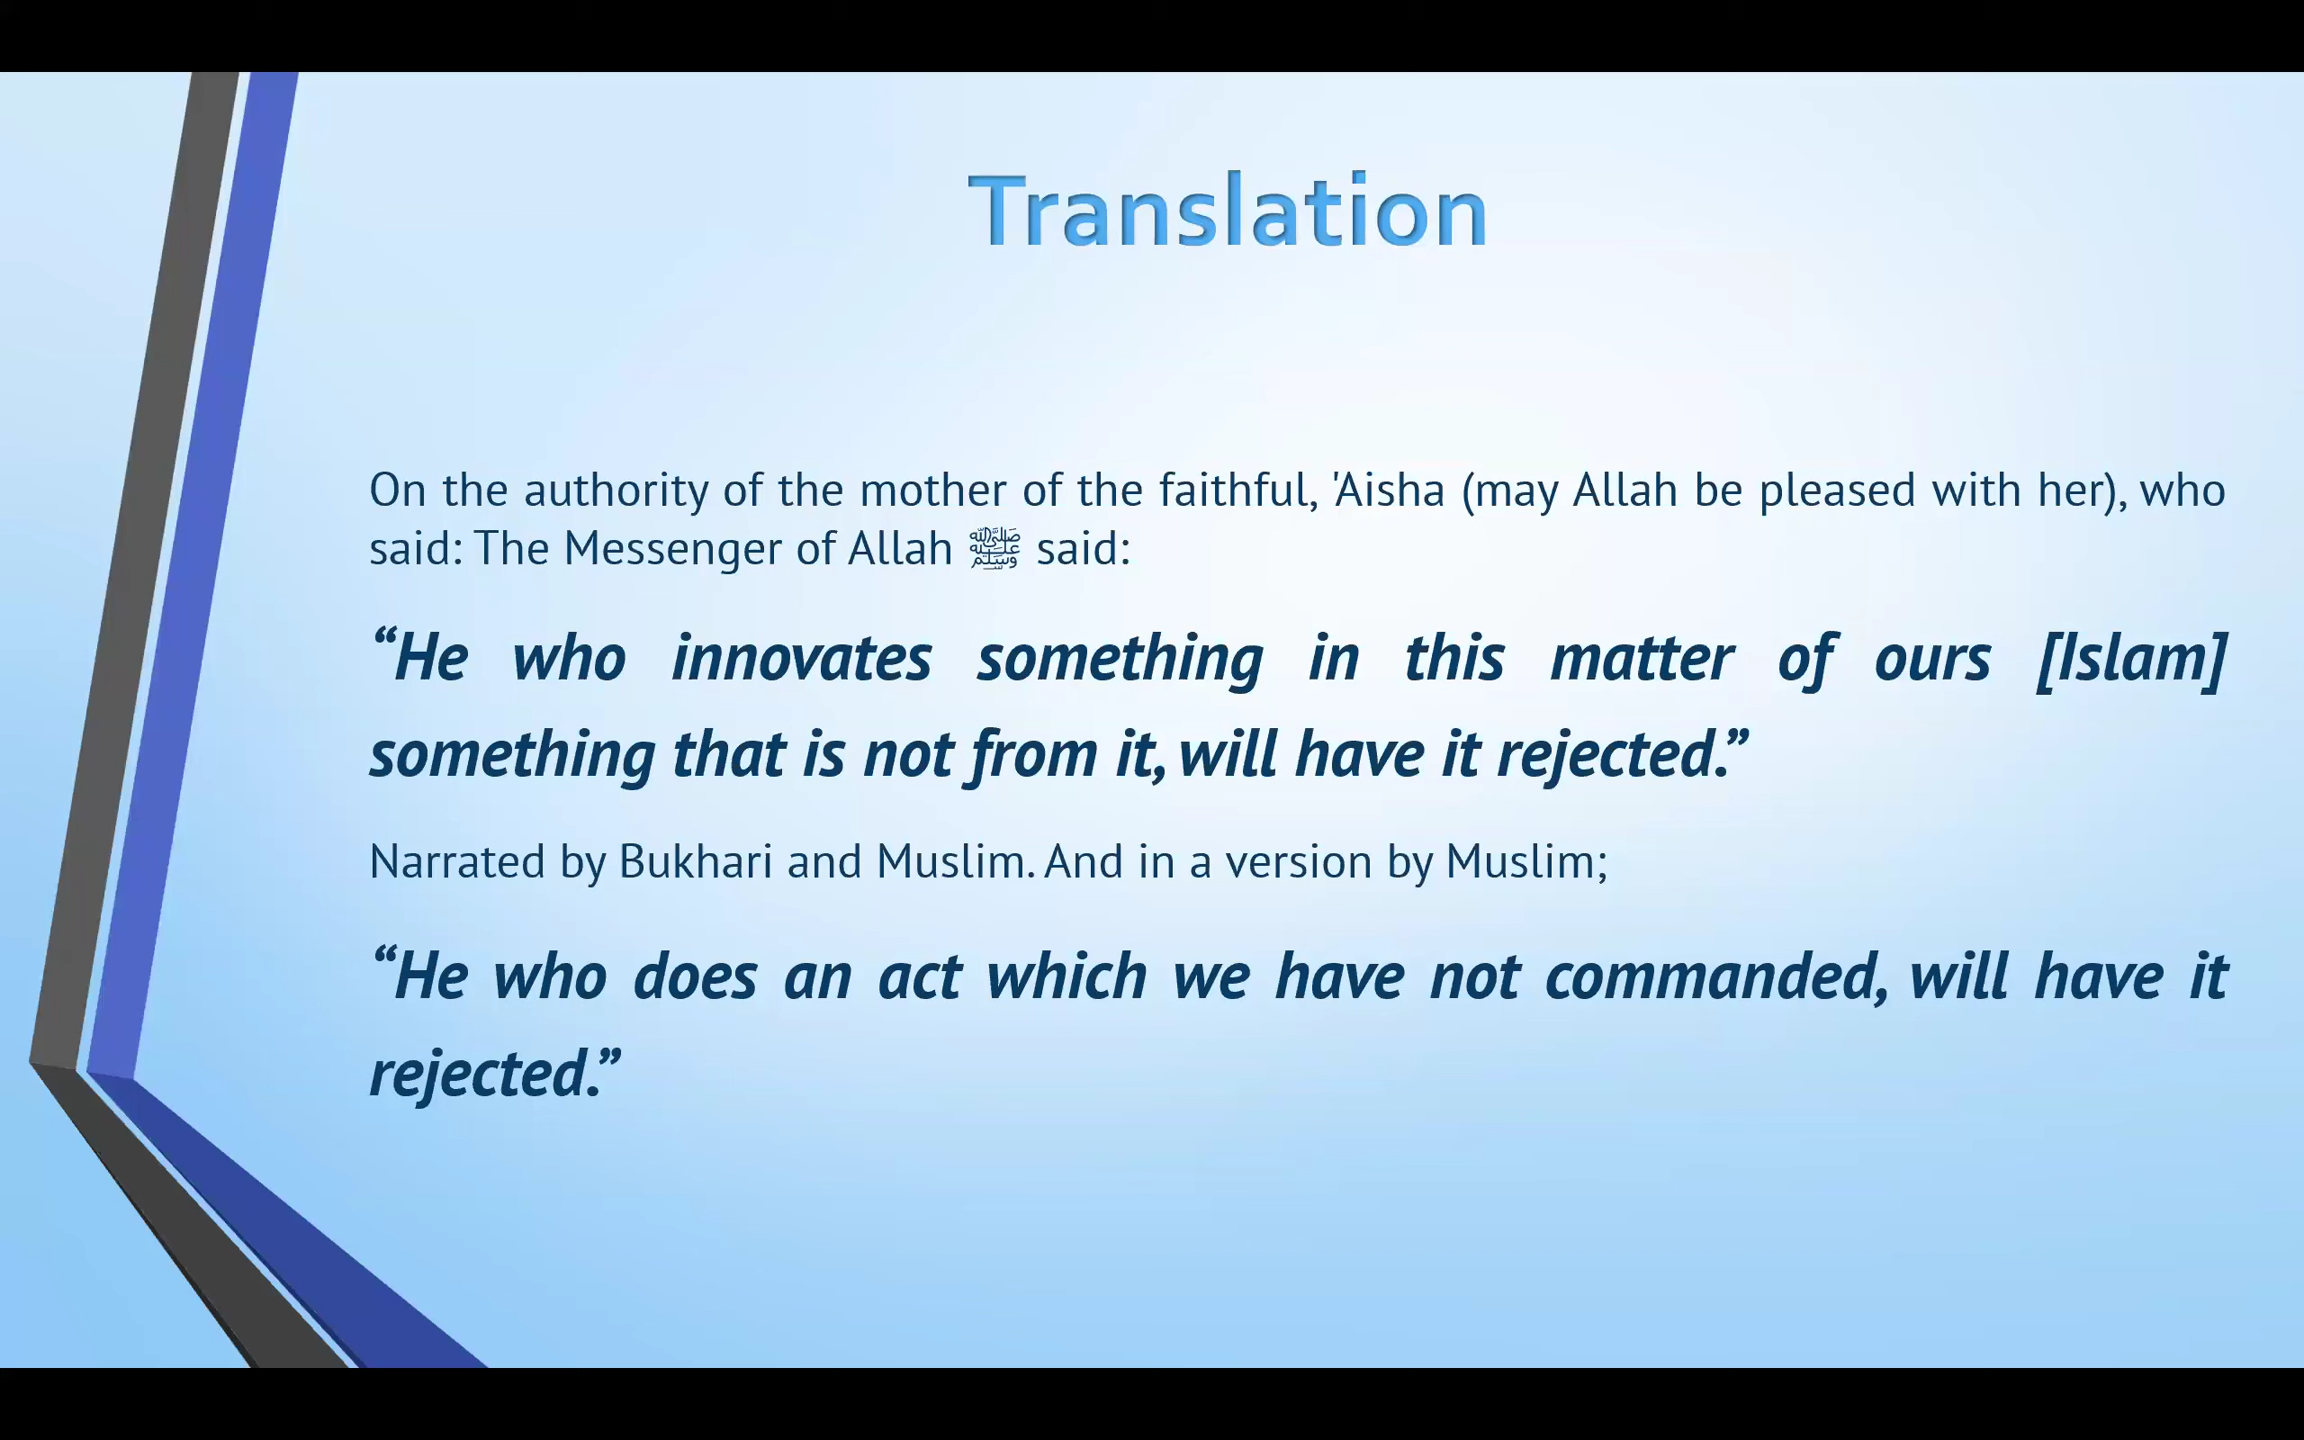 Translation
On the authority of the mother of the faithful, 'Aisha (may Allah be pleased with her), who
said: The Messenger of Allah ﷺ said:
“He who innovates something in this matter of ours [Islam]
something that is not from it, will have it rejected.”
Narrated by Bukhari and Muslim. And in a version by Muslim;
“He who does an act which we have not commanded, will have it
rejected.”